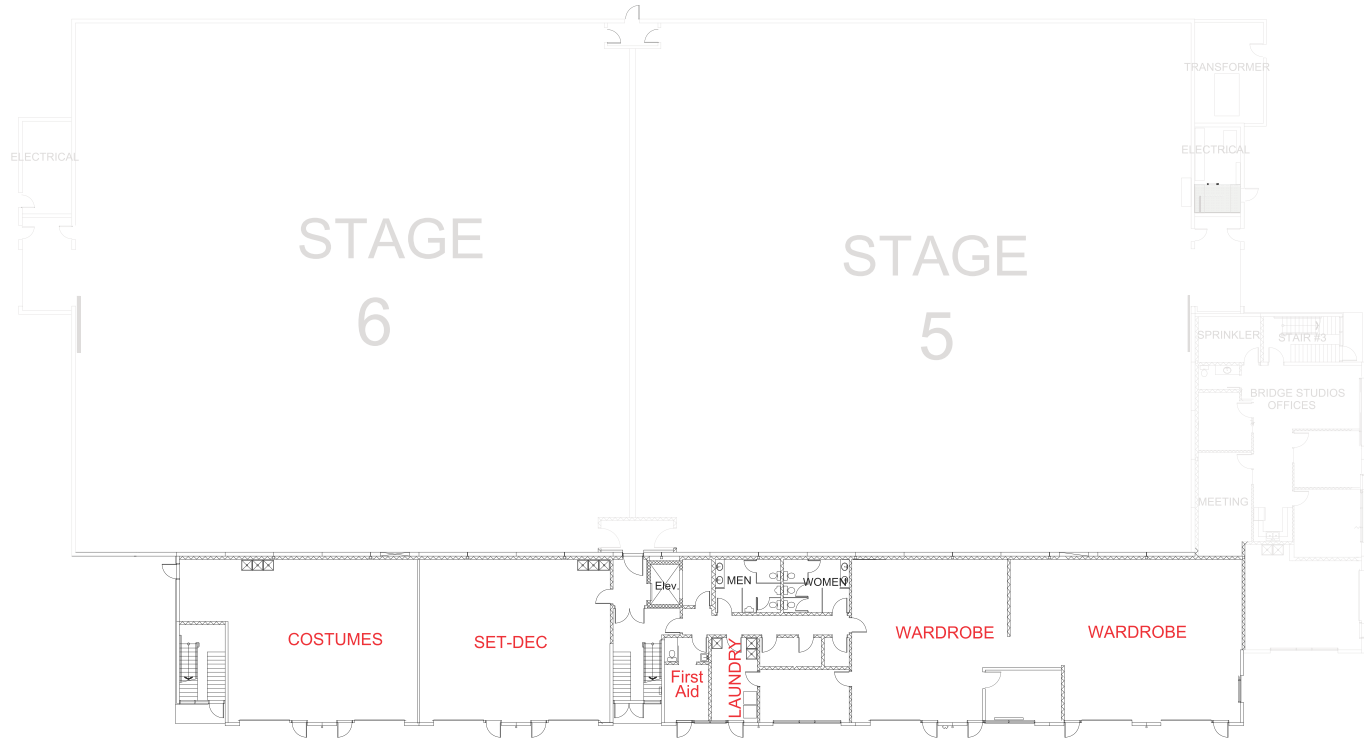 TRANSFORMER
ELECTRICAL
ELECTRICAL
STAGE
6
STAGE
5
SPRINKLER
STAIR #3
BRIDGE STUDIOS
OFFICES
MEETING
Elev.
MEN
WOMEN
COSTUMES
SET-DEC
WARDROBE
WARDROBE
First
Aid
LAUNDRY